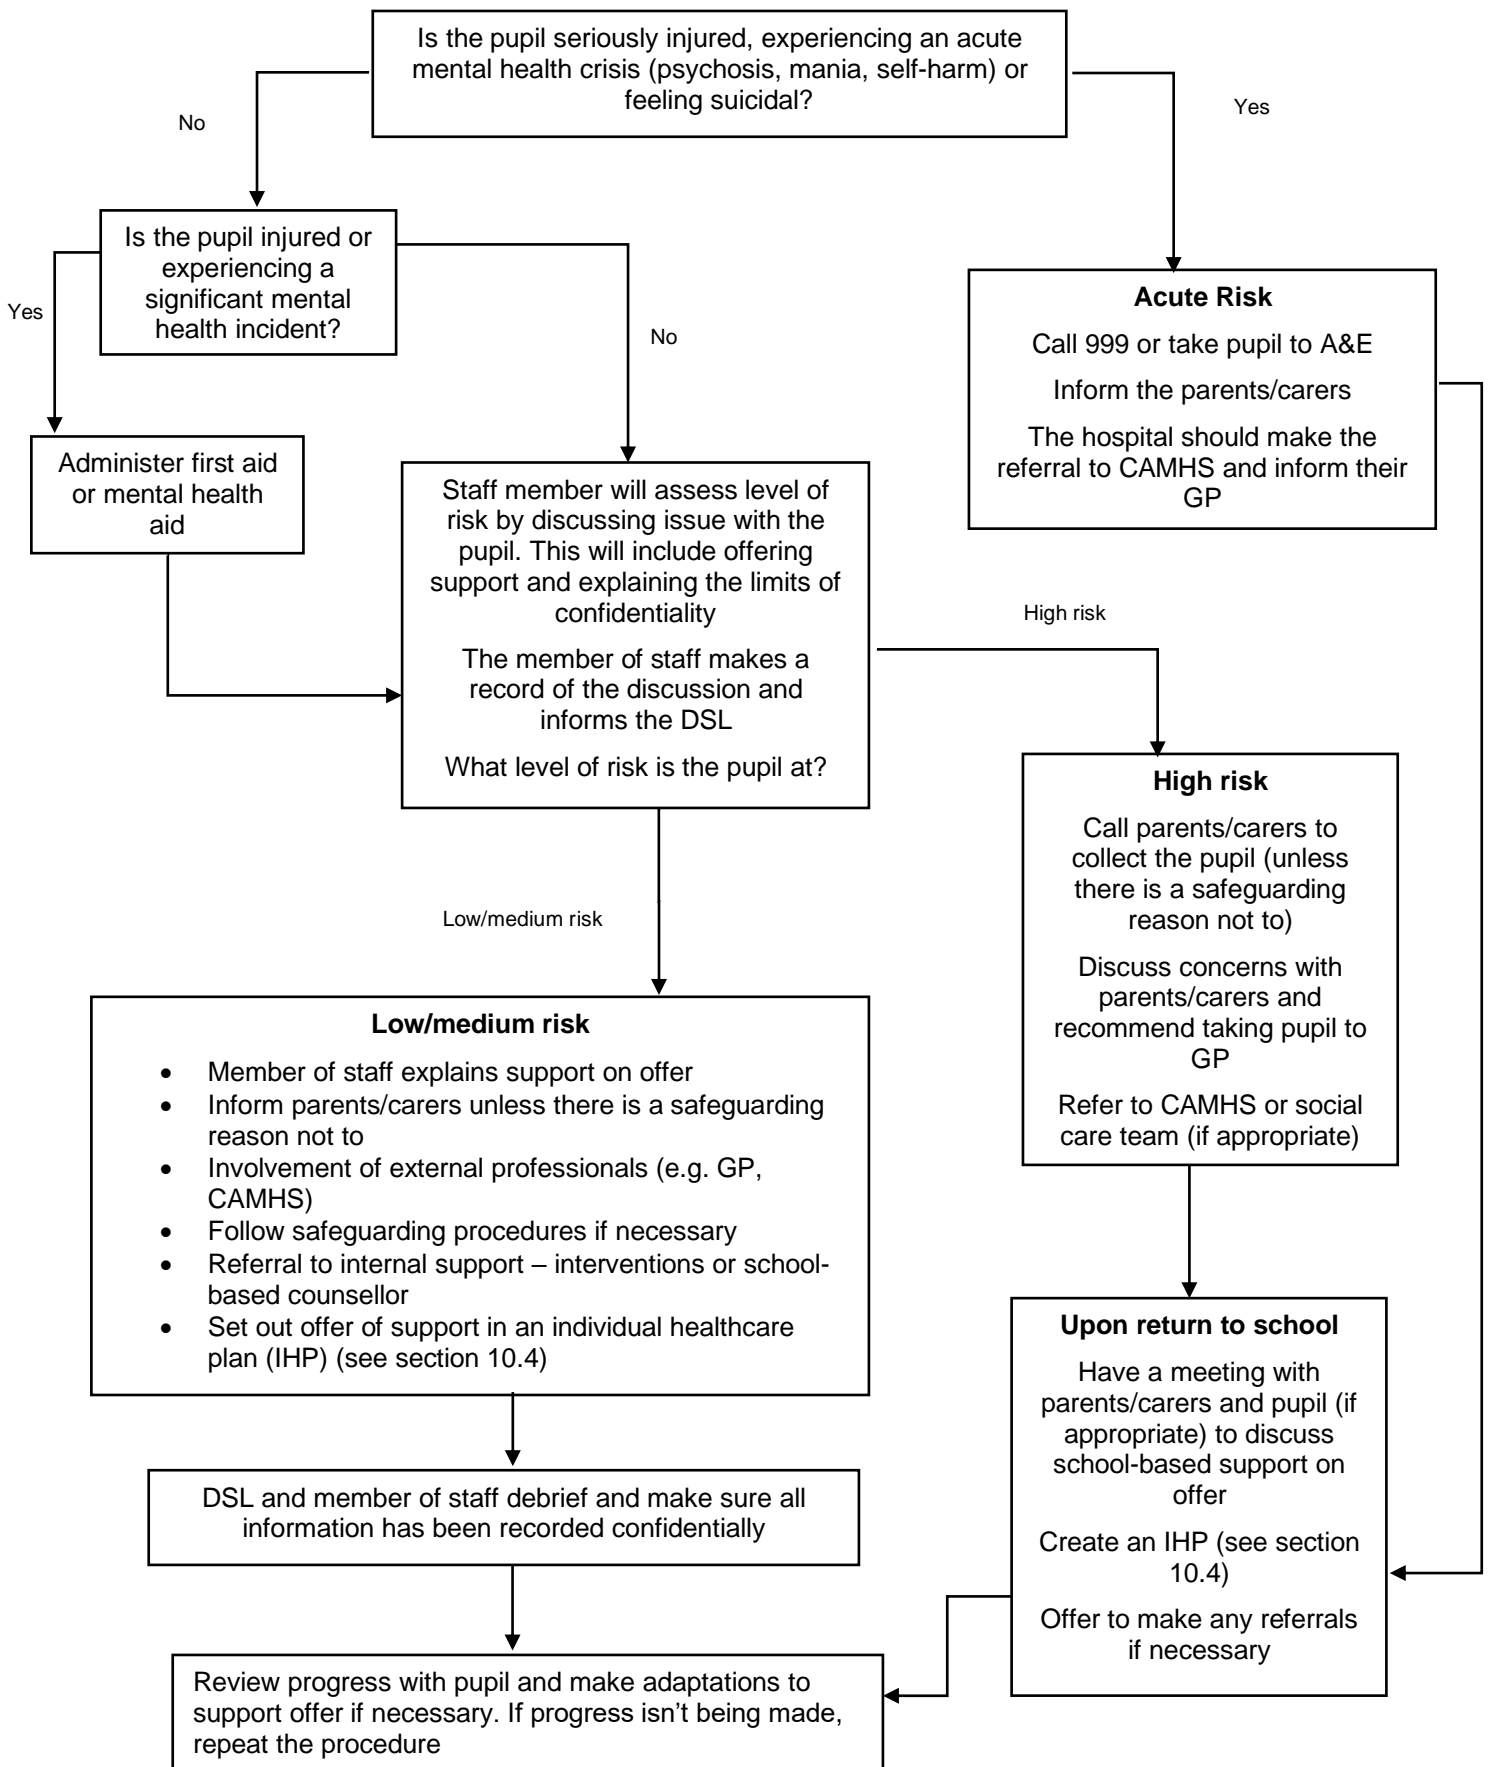 Is the pupil seriously injured, experiencing an acute
mental health crisis (psychosis, mania, self-harm) or
feeling suicidal?
No
Yes
Is the pupil injured or
experiencing a
significant mental
health incident?
Yes
No
Acute Risk
Call 999 or take pupil to A&E
Inform the parents/carers
The hospital should make the
referral to CAMHS and inform their
GP
Administer first aid
or mental health
aid
Staff member will assess level of
risk by discussing issue with the
pupil. This will include offering
support and explaining the limits of
confidentiality
The member of staff makes a
record of the discussion and
informs the DSL
What level of risk is the pupil at?
High risk
High risk
Call parents/carers to
collect the pupil (unless
there is a safeguarding
reason not to)
Discuss concerns with
parents/carers and
recommend taking pupil to
GP
Refer to CAMHS or social
care team (if appropriate)
Low/medium risk
Low/medium risk
• Member of staff explains support on offer
• Inform parents/carers unless there is a safeguarding
reason not to
• Involvement of external professionals (e.g. GP,
CAMHS)
• Follow safeguarding procedures if necessary
• Referral to internal support – interventions or school-
based counsellor
• Set out offer of support in an individual healthcare
plan (IHP) (see section 10.4)
Upon return to school
Have a meeting with
parents/carers and pupil (if
appropriate) to discuss
school-based support on
offer
Create an IHP (see section
10.4)
Offer to make any referrals
if necessary
DSL and member of staff debrief and make sure all
information has been recorded confidentially
Review progress with pupil and make adaptations to
support offer if necessary. If progress isn’t being made,
repeat the procedure